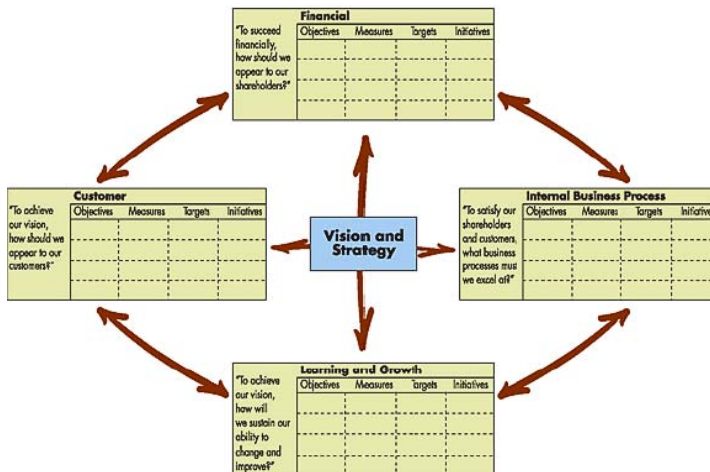 Financial
"To succeed
financially,
how should we
appear to our
shareholders?"
Objectives Measures Targets Initiatives
Customer
"To achieve
our vision,
how should we
appear to our
customers?"
Objectives Measures Targets Initiatives
Vision and
Strategy
Internal Business Process
"To satisfy our
shareholders
and customers,
what business
processes must
we excel at?"
Objectives Measures Targets Initiatives
Learning and Growth
"To achieve
our vision,
how will
we sustain our
ability to
change and
improve?"
Objectives Measures Targets Initiatives